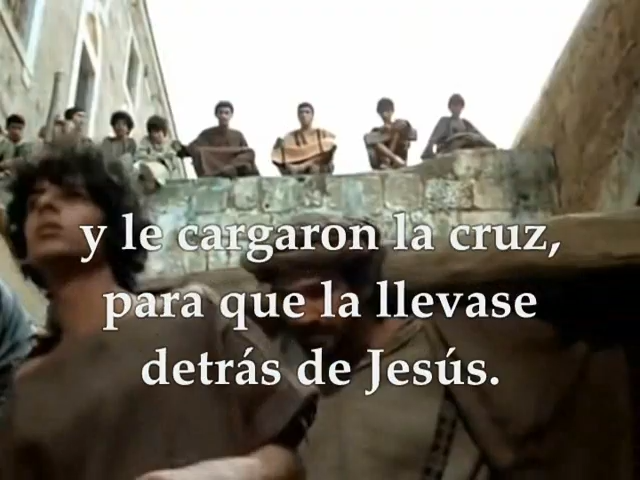 y le cargaron la cruz,
para que la llevase
detrás de Jesús.